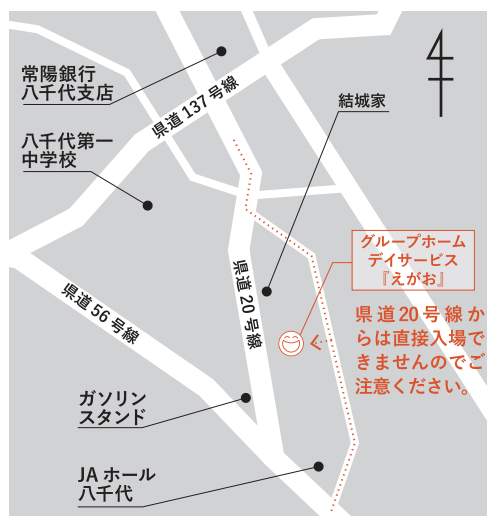 常陽銀行
八千代支店
県道137号線
結城家
八千代第一
中学校
グループホーム
デイサービス
『えがお』
県道20号線
県道20号線か
らは直接入場で
きませんのでご
注意ください。
県道56号線
ガソリン
スタンド
JAホール
八千代